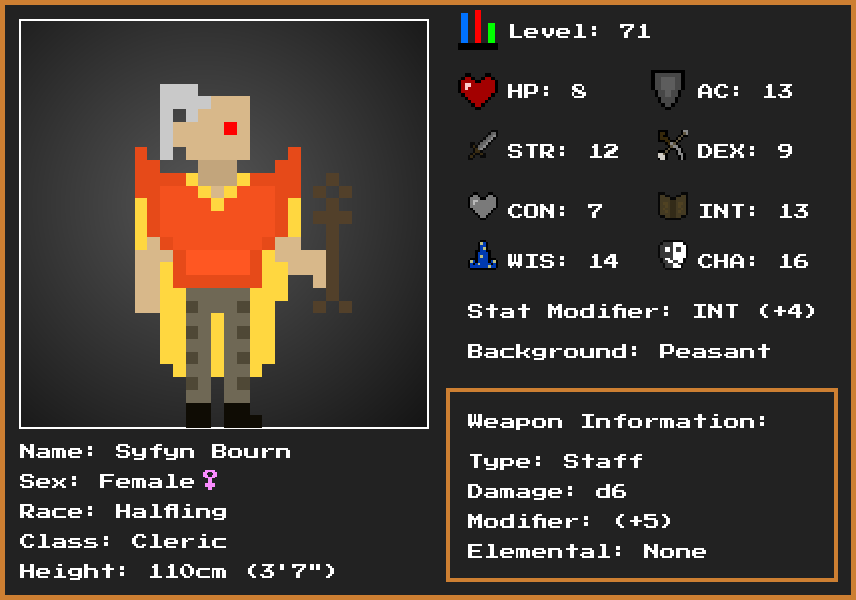 Level: 71
HP: 8
AC: 13
STR: 12
DEX: 9
CON: 7
INT: 13
WIS: 14
CHA: 16
Stat Modifier: INT (+4)
Background: Peasant
Weapon Information:
Type: Staff
Damage: d6
Modifier: (+5)
Elemental: None
Name: Syfyn Bourn
Sex: Female♀
Race: Halfling
Class: Cleric
Height: 110cm (3'7")